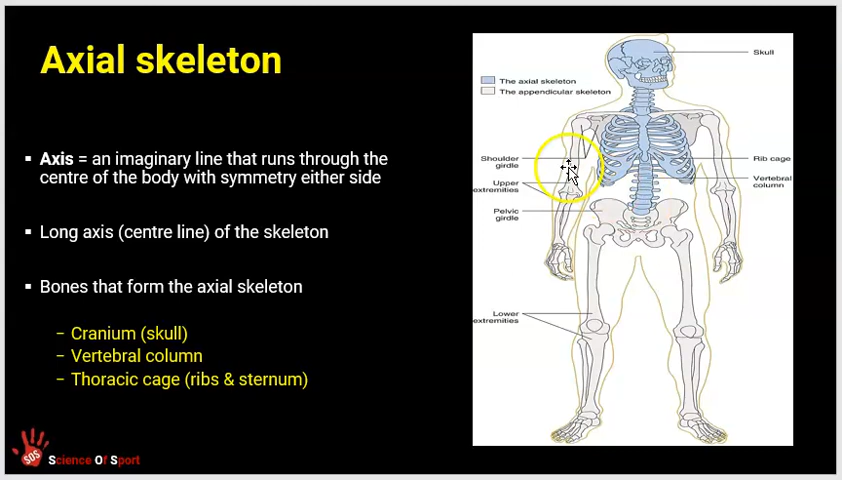 Axial skeleton
▪ Axis = an imaginary line that runs through the
centre of the body with symmetry either side
▪ Long axis (centre line) of the skeleton
▪ Bones that form the axial skeleton
− Cranium (skull)
− Vertebral column
− Thoracic cage (ribs & sternum)
SOS
Science Of Sport
Skull
The axial skeleton
The appendicular skeleton
Shoulder
girdle
Rib cage
Upper
extremities
Vertebral
column
Pelvic
girdle
Lower
extremities